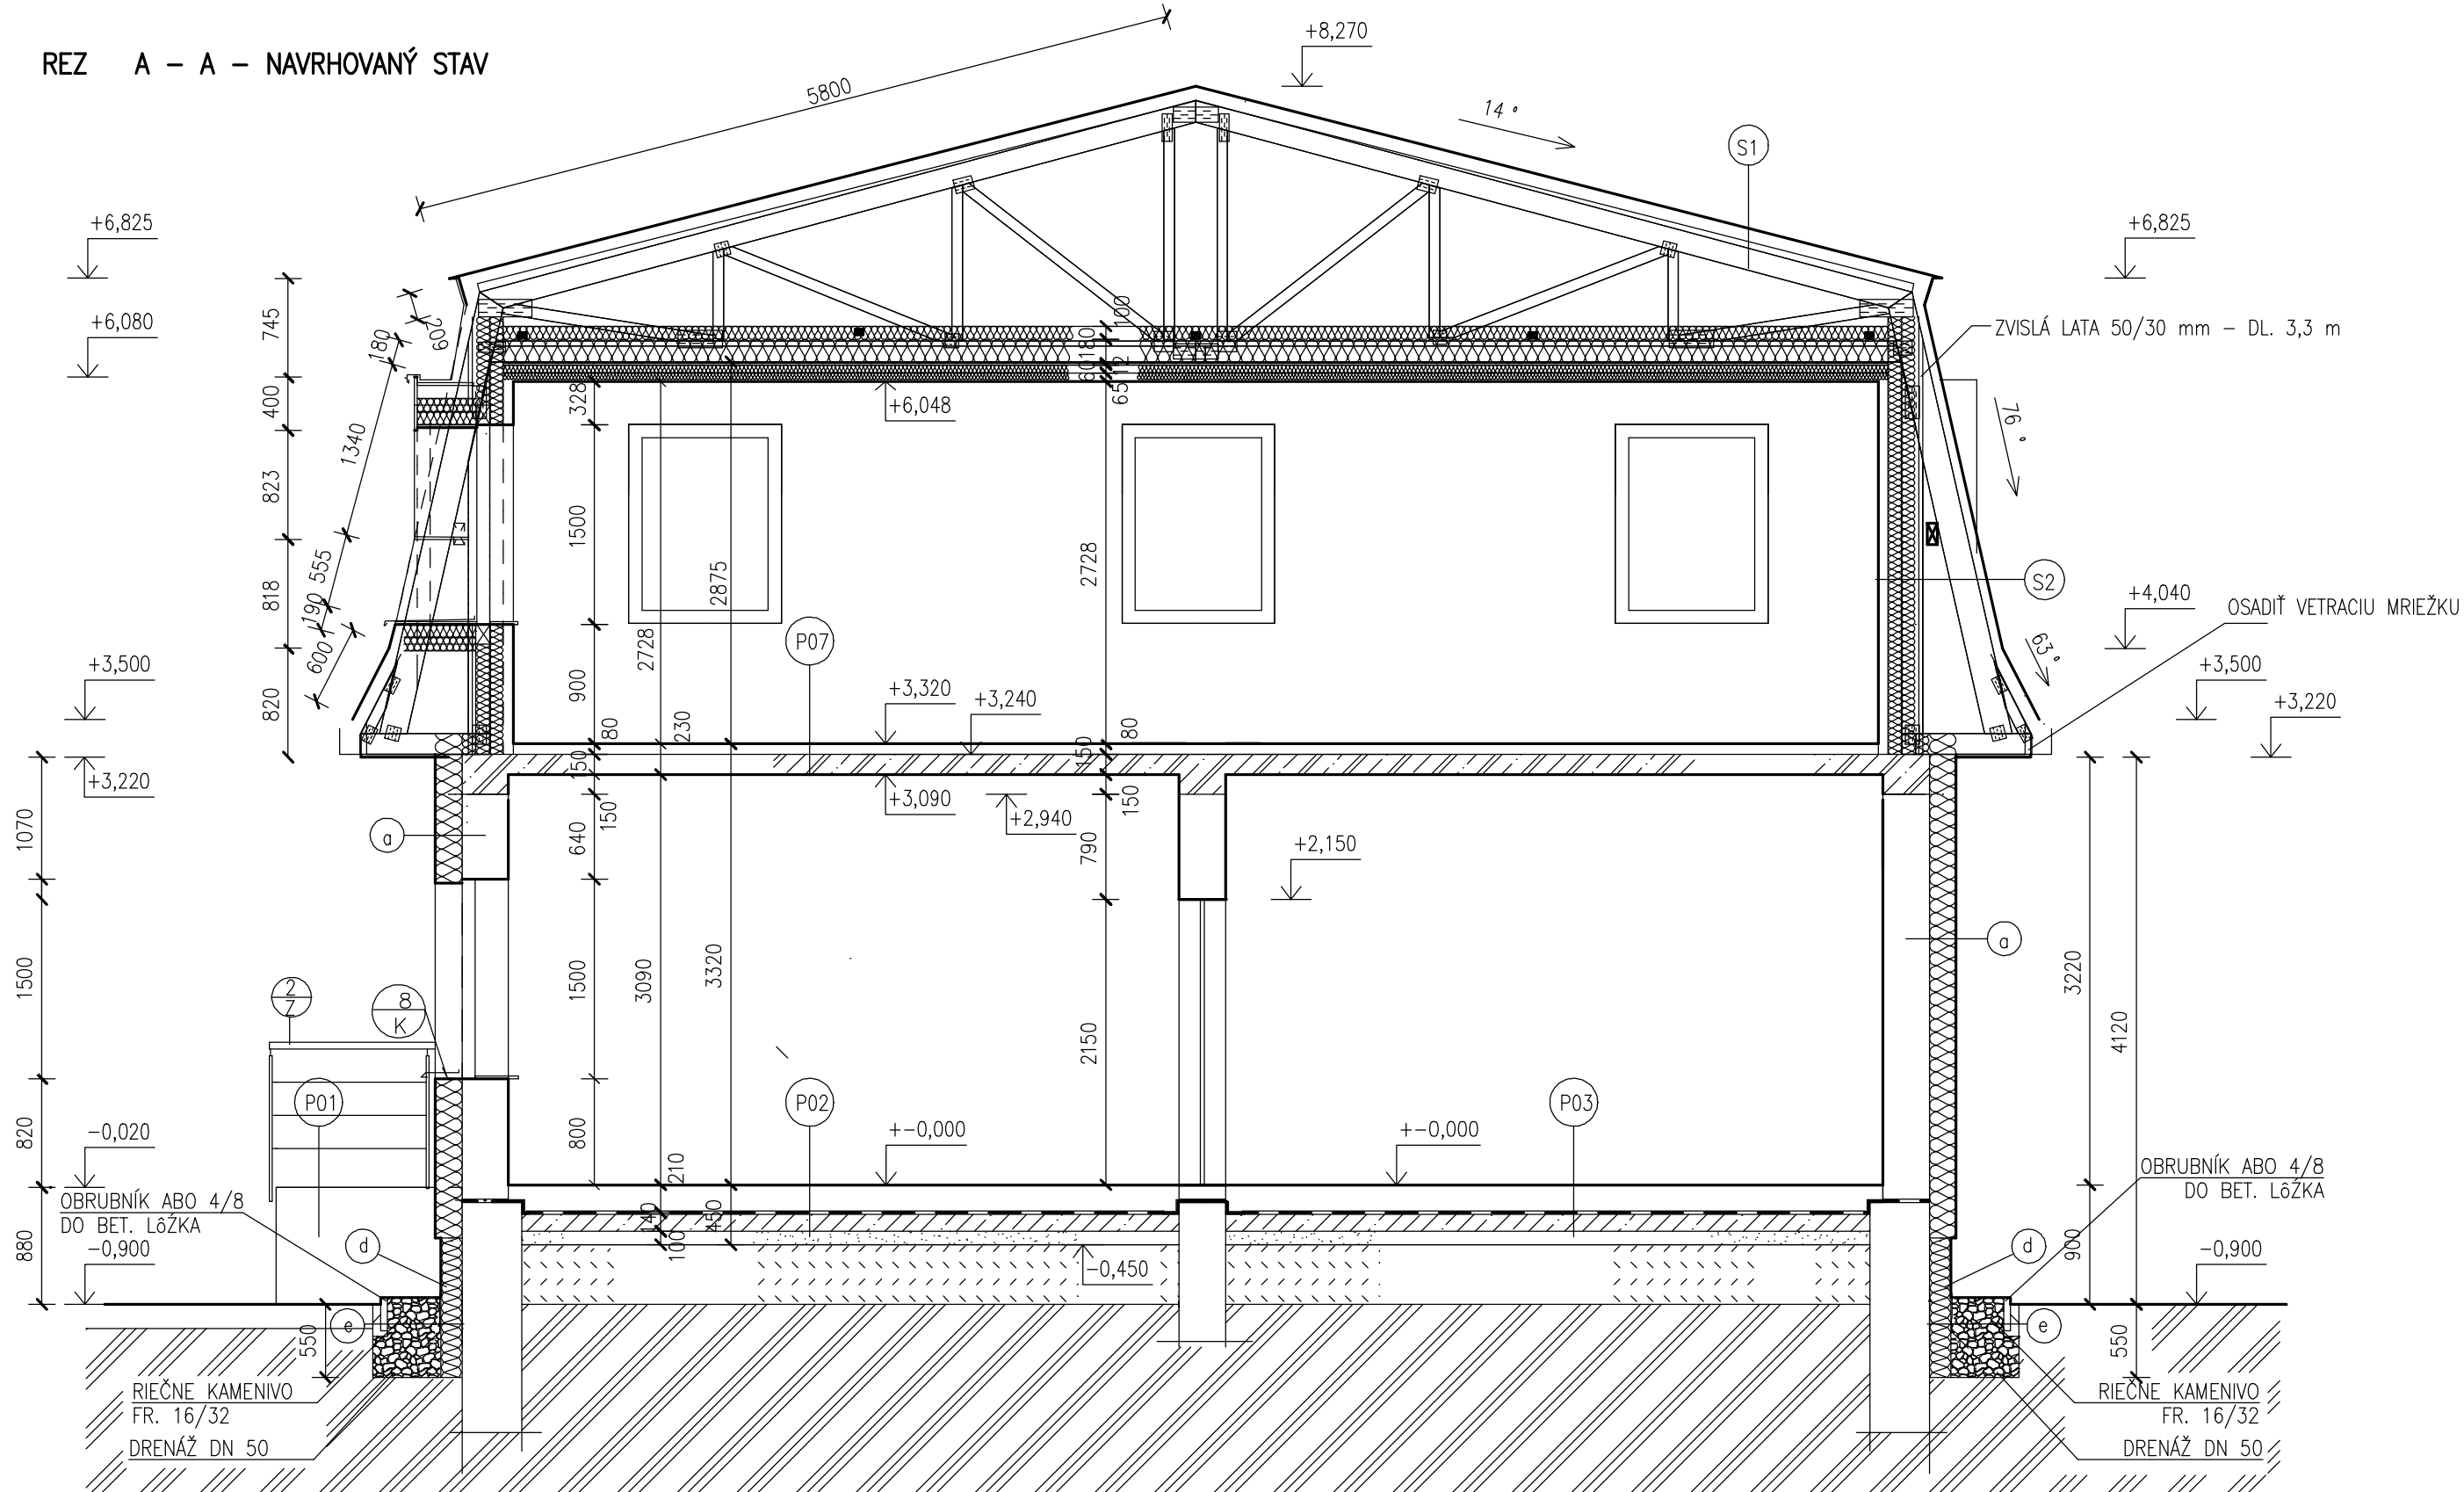 REZ A – A – NAVRHOVANÝ STAV
5800
+8,270
14 °
S1
+6,825
+6,825
745
209
180
100
+6,080
180
12
60
65
ZVISLÁ LATA 50/30 mm – DL. 3,3 m
400
328
+6,048
76 °
1340
823
1500
2875
2728
555
818
190
S2
+4,040
OSADIŤ VETRACIU MRIEŽKU
600
2728
P07
63°
+3,500
+3,500
820
900
+3,320
+3,240
+3,220
80
230
80
150
150
+3,220
+3,090
+2,940
150
150
1070
a
640
790
+2,150
a
1500
1500
3090
3320
3220
2
Z
8
K
2150
4120
P01
P02
P03
820
–0,020
800
+–0,000
+–0,000
210
OBRUBNÍK ABO 4/8
DO BET. LôŽKA
OBRUBNÍK ABO 4/8
DO BET. LôŽKA
140
450
100
880
–0,900
d
–0,450
d
900
–0,900
e
e
550
550
RIEČNE KAMENIVO
FR. 16/32
RIEČNE KAMENIVO
FR. 16/32
DRENÁŽ DN 50
DRENÁŽ DN 50